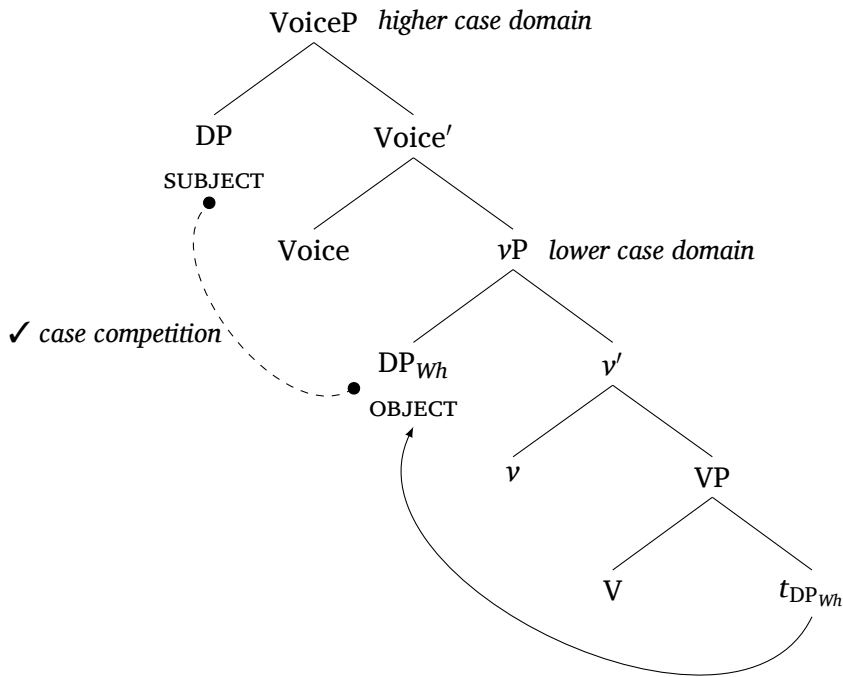 VoiceP higher case domain
DP Voice′
SUBJECT
Voice vP lower case domain
✓ case competition
DP_Wh v′
OBJECT
v VP
V t_DP_Wh